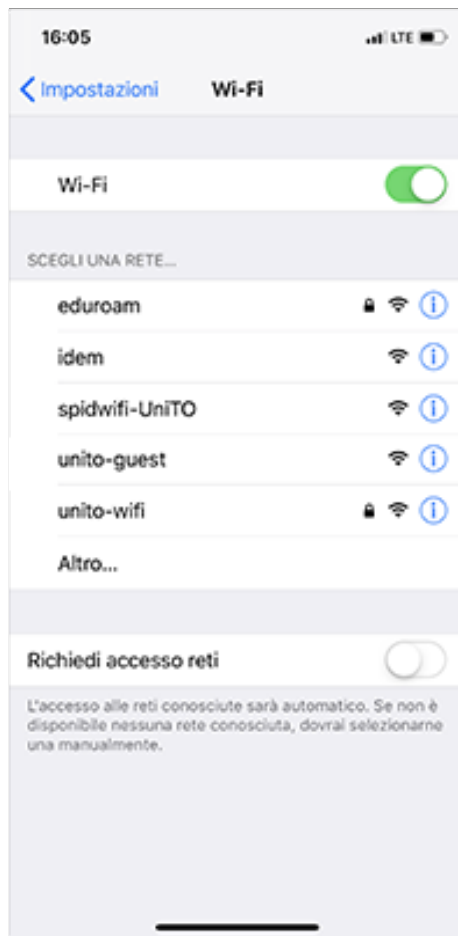 16:05
LTE
Impostazioni
Wi-Fi
Wi-Fi
SCEGLI UNA RETE...
eduroam
idem
spidwifi-UniTO
unito-guest
unito-wifi
Altro...
Richiedi accesso reti
L'accesso alle reti conosciute sarà automatico. Se non è
disponibile nessuna rete conosciuta, dovrai selezionarne
una manualmente.